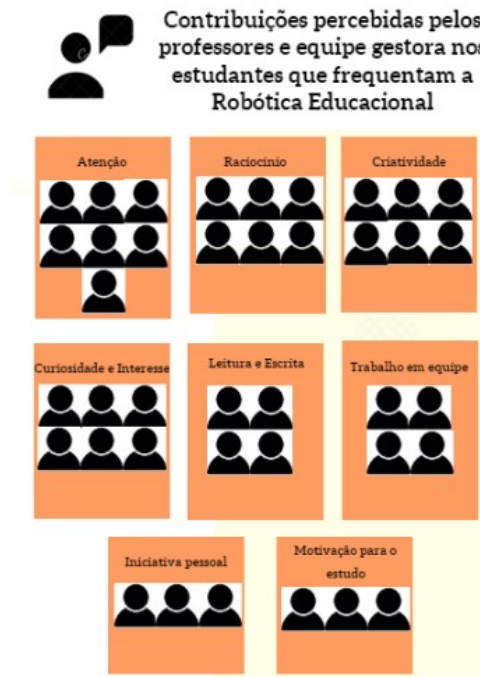 Contribuições percebidas pelos
professores e equipe gestora nos
estudantes que frequentam a
Robótica Educacional
Atenção
Raciocínio
Criatividade
Curiosidade e Interesse
Leitura e Escrita
Trabalho em equipe
Iniciativa pessoal
Motivação para o
estudo